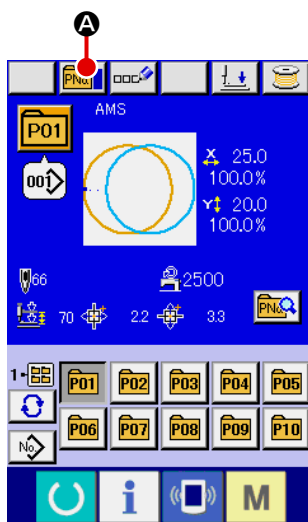 A
PNo.
AMS
P01
001
X 25.0
100.0%
Y 20.0
100.0%
66
2500
70 2.2 3.3
PNo.
1-
P01 P02 P03 P04 P05
P06 P07 P08 P09 P10
No.
i
M